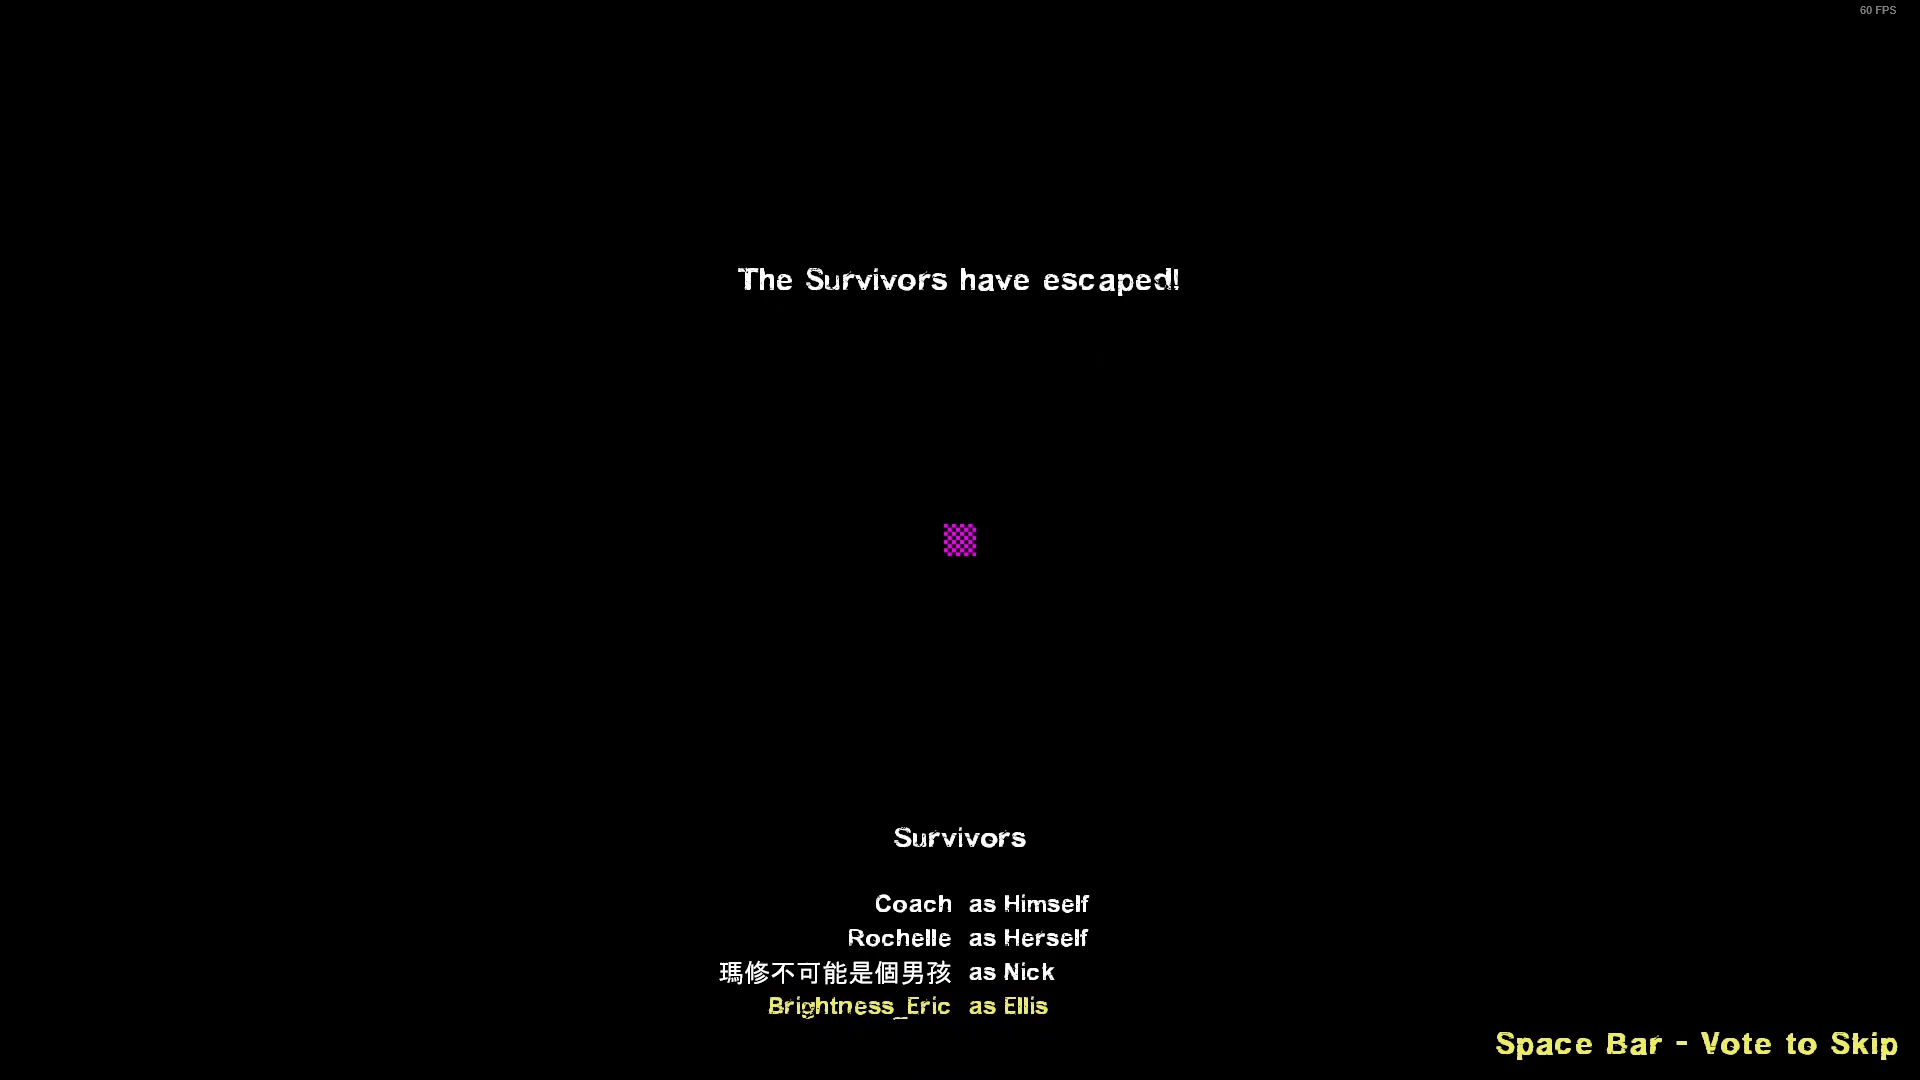 60 FPS
The Survivors have escaped!
Survivors
Coach as Himself
Rochelle as Herself
瑪修不可能是個男孩 as Nick
Brightness_Eric as Ellis
Space Bar - Vote to Skip